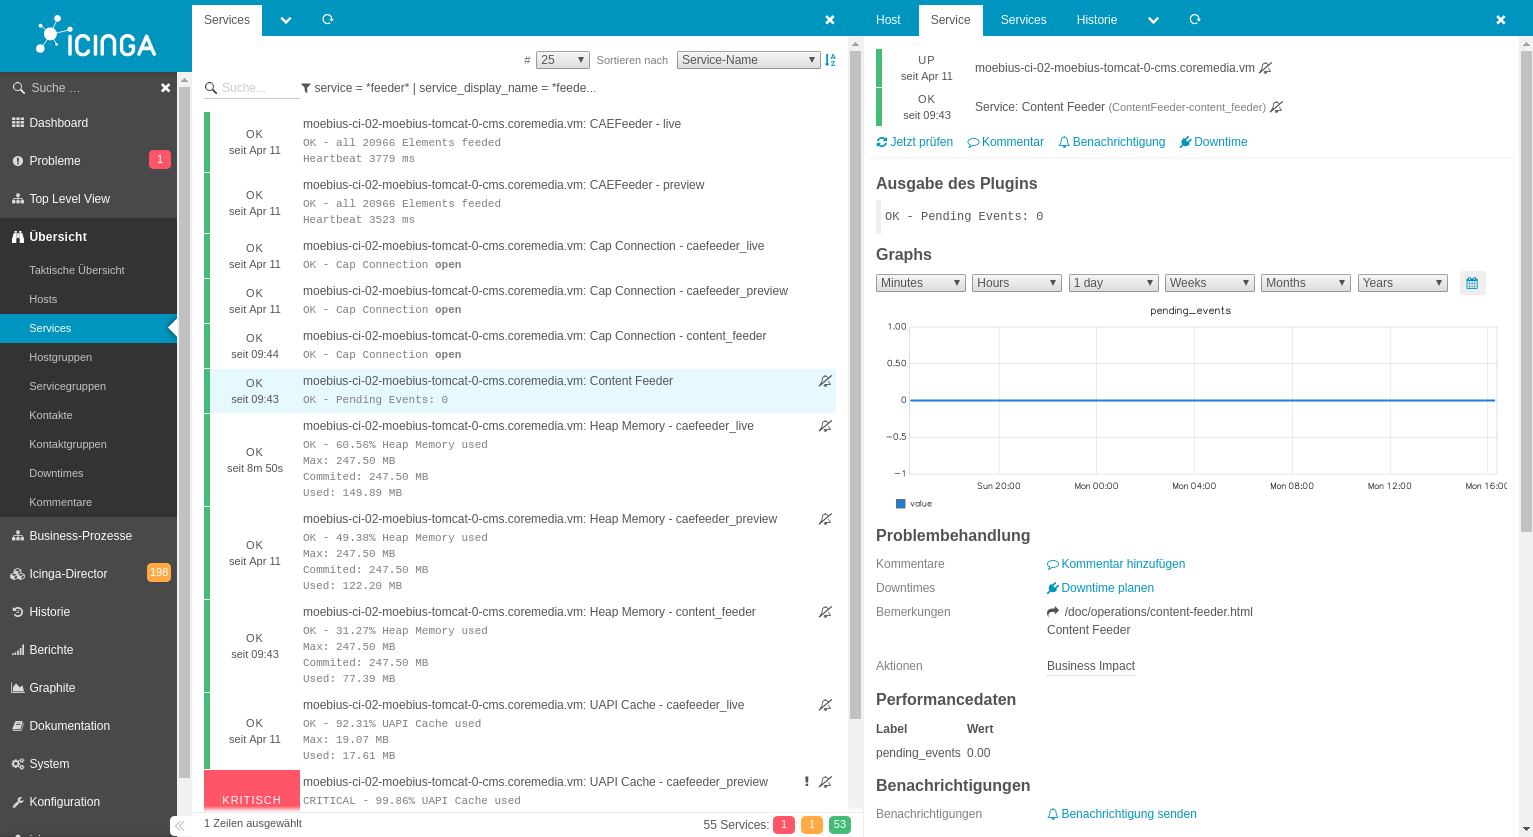 ICINGA
Suche ...
Dashboard
Probleme 1
Top Level View
Übersicht
Taktische Übersicht
Hosts
Services
Hostgruppen
Servicegruppen
Kontakte
Kontaktgruppen
Downtimes
Kommentare
Business-Prozesse
Icinga-Director 198
Historie
Berichte
Graphite
Dokumentation
System
Konfiguration
Services
# 25 Sortieren nach Service-Name
Suche... service = *feeder* | service_display_name = *feede...
OK
seit Apr 11
moebius-ci-02-moebius-tomcat-0-cms.coremedia.vm: CAEFeeder - live
OK - all 20966 Elements feeded
Heartbeat 3779 ms
OK
seit Apr 11
moebius-ci-02-moebius-tomcat-0-cms.coremedia.vm: CAEFeeder - preview
OK - all 20966 Elements feeded
Heartbeat 3523 ms
OK
seit Apr 11
moebius-ci-02-moebius-tomcat-0-cms.coremedia.vm: Cap Connection - caefeeder_live
OK - Cap Connection open
OK
seit Apr 11
moebius-ci-02-moebius-tomcat-0-cms.coremedia.vm: Cap Connection - caefeeder_preview
OK - Cap Connection open
OK
seit 09:44
moebius-ci-02-moebius-tomcat-0-cms.coremedia.vm: Cap Connection - content_feeder
OK - Cap Connection open
OK
seit 09:43
moebius-ci-02-moebius-tomcat-0-cms.coremedia.vm: Content Feeder
OK - Pending Events: 0
OK
seit 8m 50s
moebius-ci-02-moebius-tomcat-0-cms.coremedia.vm: Heap Memory - caefeeder_live
OK - 60.56% Heap Memory used
Max: 247.50 MB
Commited: 247.50 MB
Used: 149.89 MB
OK
seit Apr 11
moebius-ci-02-moebius-tomcat-0-cms.coremedia.vm: Heap Memory - caefeeder_preview
OK - 49.38% Heap Memory used
Max: 247.50 MB
Commited: 247.50 MB
Used: 122.20 MB
OK
seit 09:43
moebius-ci-02-moebius-tomcat-0-cms.coremedia.vm: Heap Memory - content_feeder
OK - 31.27% Heap Memory used
Max: 247.50 MB
Commited: 247.50 MB
Used: 77.39 MB
OK
seit Apr 11
moebius-ci-02-moebius-tomcat-0-cms.coremedia.vm: UAPI Cache - caefeeder_live
OK - 92.31% UAPI Cache used
Max: 19.07 MB
Used: 17.61 MB
KRITISCH
moebius-ci-02-moebius-tomcat-0-cms.coremedia.vm: UAPI Cache - caefeeder_preview
CRITICAL - 99.86% UAPI Cache used
1 Zeilen ausgewählt 55 Services: 1 1 53
Host Service Services Historie
UP
seit Apr 11
moebius-ci-02-moebius-tomcat-0-cms.coremedia.vm
OK
seit 09:43
Service: Content Feeder (ContentFeeder-content_feeder)
Jetzt prüfen Kommentar Benachrichtigung Downtime
Ausgabe des Plugins
OK - Pending Events: 0
Graphs
Minutes Hours 1 day Weeks Months Years
pending_events
1.00
0.50
0
-0.5
-1
Sun 20:00 Mon 00:00 Mon 04:00 Mon 08:00 Mon 12:00 Mon 16:00
value
Problembehandlung
Kommentare Kommentar hinzufügen
Downtimes Downtime planen
Bemerkungen /doc/operations/content-feeder.html
Content Feeder
Aktionen Business Impact
Performancedaten
Label Wert
pending_events 0.00
Benachrichtigungen
Benachrichtigungen Benachrichtigung senden